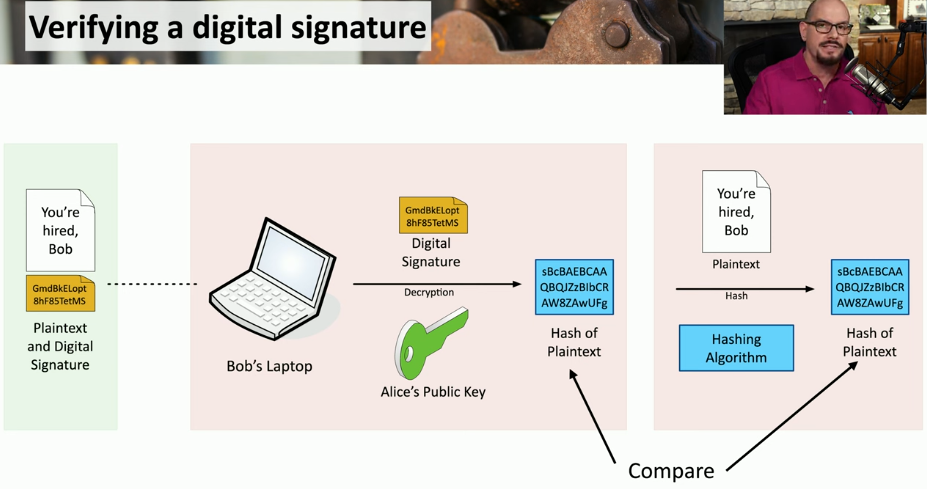 Verifying a digital signature
You're
hired,
Bob
GmdBkELopt
8hF85TetMS
Plaintext
and Digital
Signature
Bob's Laptop
GmdBkELopt
8hF85TetMS
Digital
Signature
Decryption
Alice's Public Key
sBcBAEBCAA
QBQJZzBIbCR
AW8ZAwUFg
Hash of
Plaintext
You're
hired,
Bob
Plaintext
Hash
Hashing
Algorithm
sBcBAEBCAA
QBQJZzBIbCR
AW8ZAwUFg
Hash of
Plaintext
Compare